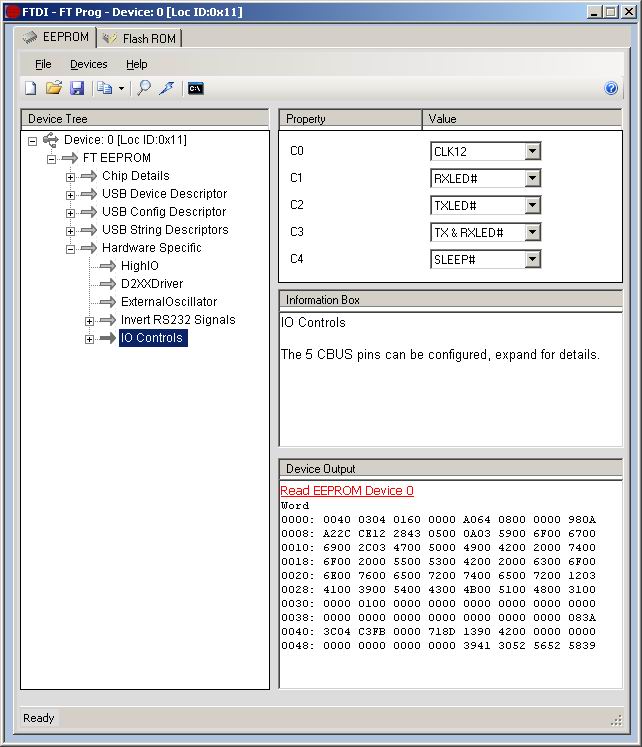 FTDI - FT Prog - Device: 0 [Loc ID:0x11]
EEPROM
Flash ROM
File Devices Help
C:\
Device Tree
Device: 0 [Loc ID:0x11]
FT EEPROM
Chip Details
USB Device Descriptor
USB Config Descriptor
USB String Descriptors
Hardware Specific
HighIO
D2XXDriver
ExternalOscillator
Invert RS232 Signals
IO Controls
Property Value
C0 CLK12
C1 RXLED#
C2 TXLED#
C3 TX & RXLED#
C4 SLEEP#
Information Box
IO Controls
The 5 CBUS pins can be configured, expand for details.
Device Output
Read EEPROM Device 0
Word
0000: 0040 0304 0160 0000 A064 0800 0000 980A
0008: A22C CE12 2843 0500 0A03 5900 6F00 6700
0010: 6900 2C03 4700 5000 4900 4200 2000 7400
0018: 6F00 2000 5500 5300 4200 2000 6300 6F00
0020: 6E00 7600 6500 7200 7400 6500 7200 1203
0028: 4100 3900 5400 4300 4B00 5100 4800 3100
0030: 0000 0100 0000 0000 0000 0000 0000 0000
0038: 0000 0000 0000 0000 0000 0000 0000 083A
0040: 3C04 C3FB 0000 718D 1390 4200 0000 0000
0048: 0000 0000 0000 0000 3941 3052 5652 5839
Ready